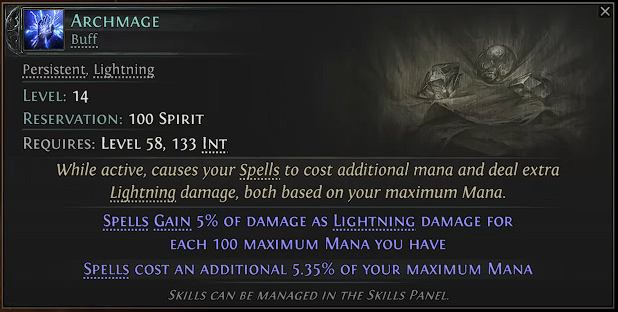 Archmage
Buff
Persistent, Lightning
Level: 14
Reservation: 100 Spirit
Requires: Level 58, 133 Int
While active, causes your Spells to cost additional mana and deal extra
Lightning damage, both based on your maximum Mana.
Spells Gain 5% of damage as Lightning damage for
each 100 maximum Mana you have
Spells cost an additional 5.35% of your maximum Mana
Skills can be managed in the Skills Panel.